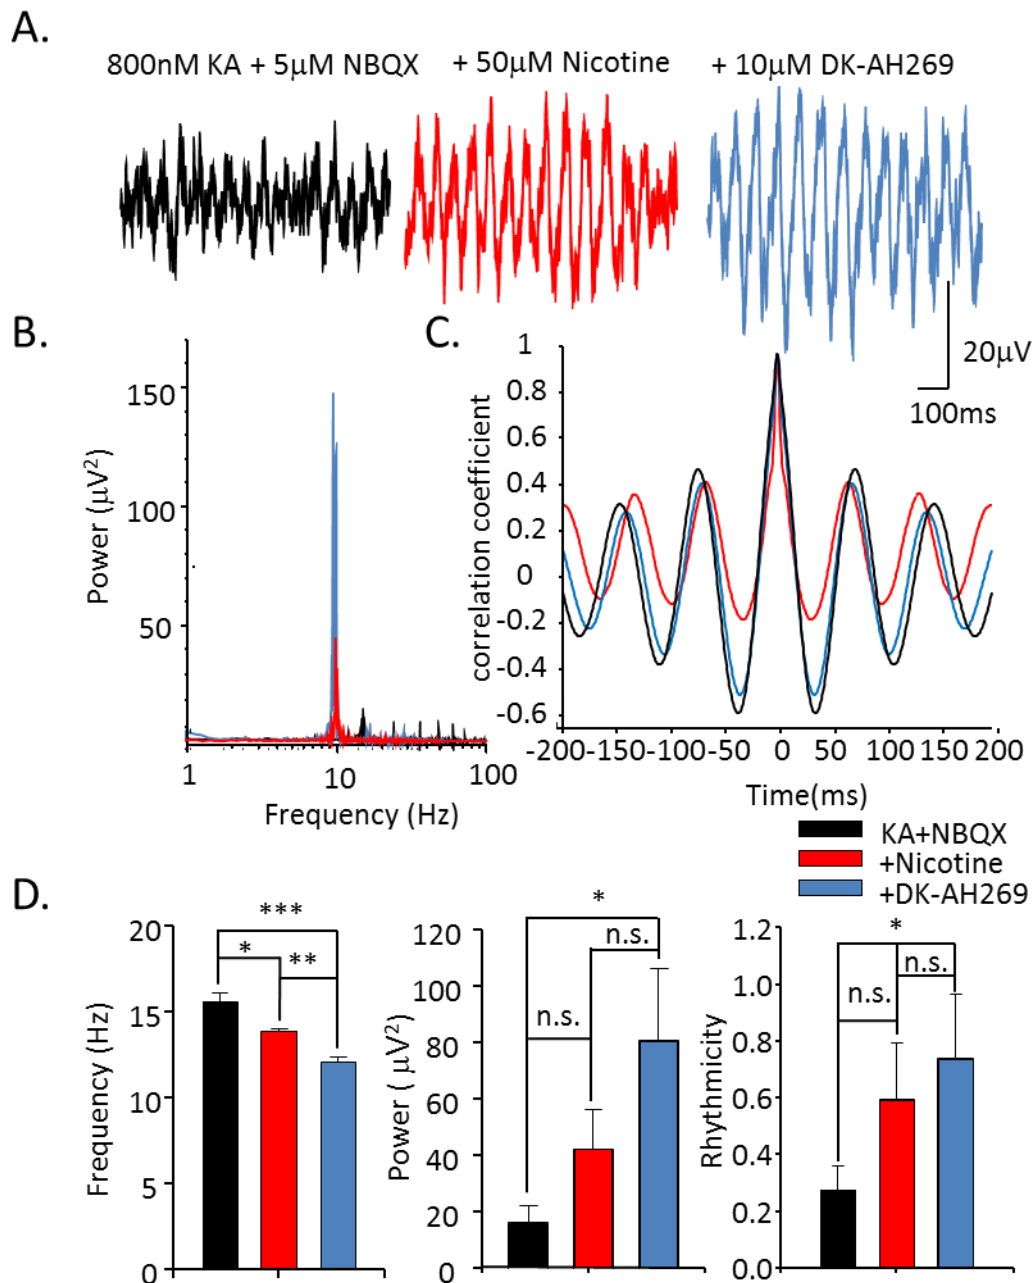 A.
800nM KA + 5µM NBQX
+ 50µM Nicotine
+ 10µM DK-AH269
20µV
100ms
B.
Power (µV²)
150
100
50
1
10
100
Frequency (Hz)
C.
correlation coefficient
1
0.8
0.6
0.4
0.2
0
-0.2
-0.4
-0.6
-200 -150 -100 -50 0 50 100 150 200
Time(ms)
KA+NBQX
+Nicotine
+DK-AH269
D.
Frequency (Hz)
20
15
10
5
0
***
*
**
Power ( µV²)
120
100
80
60
40
20
0
*
n.s.
n.s.
Rhythmicity
1.2
1.0
0.8
0.6
0.4
0.2
0.0
*
n.s.
n.s.